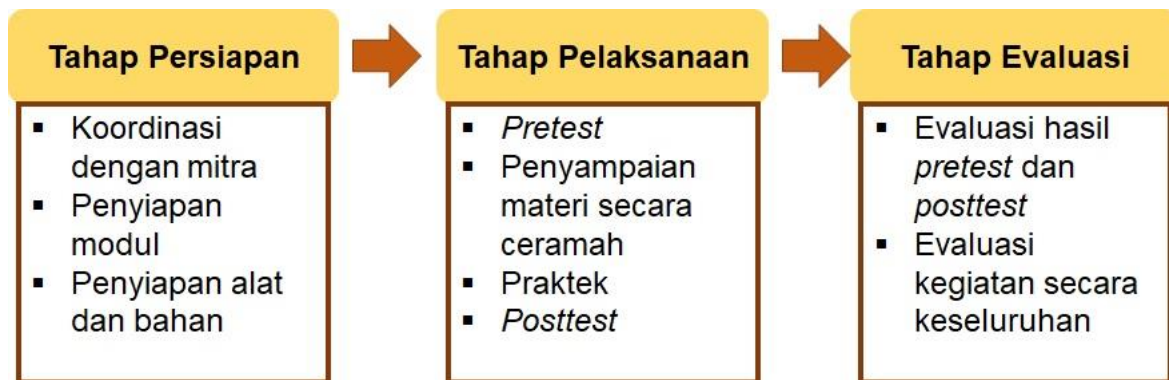 Tahap Persiapan
▪ Koordinasi
dengan mitra
▪ Penyiapan
modul
▪ Penyiapan alat
dan bahan
Tahap Pelaksanaan
▪ Pretest
▪ Penyampaian
materi secara
ceramah
▪ Praktek
▪ Posttest
Tahap Evaluasi
▪ Evaluasi hasil
pretest dan
posttest
▪ Evaluasi
kegiatan secara
keseluruhan